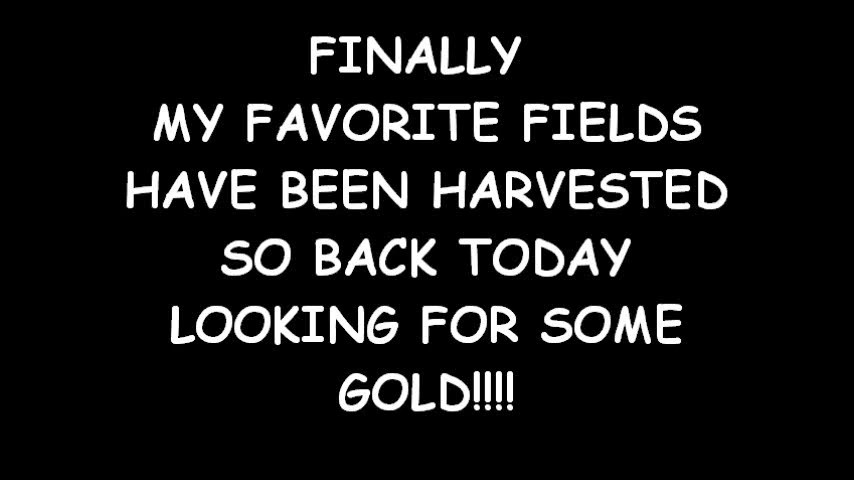 FINALLY
MY FAVORITE FIELDS
HAVE BEEN HARVESTED
SO BACK TODAY
LOOKING FOR SOME
GOLD!!!!